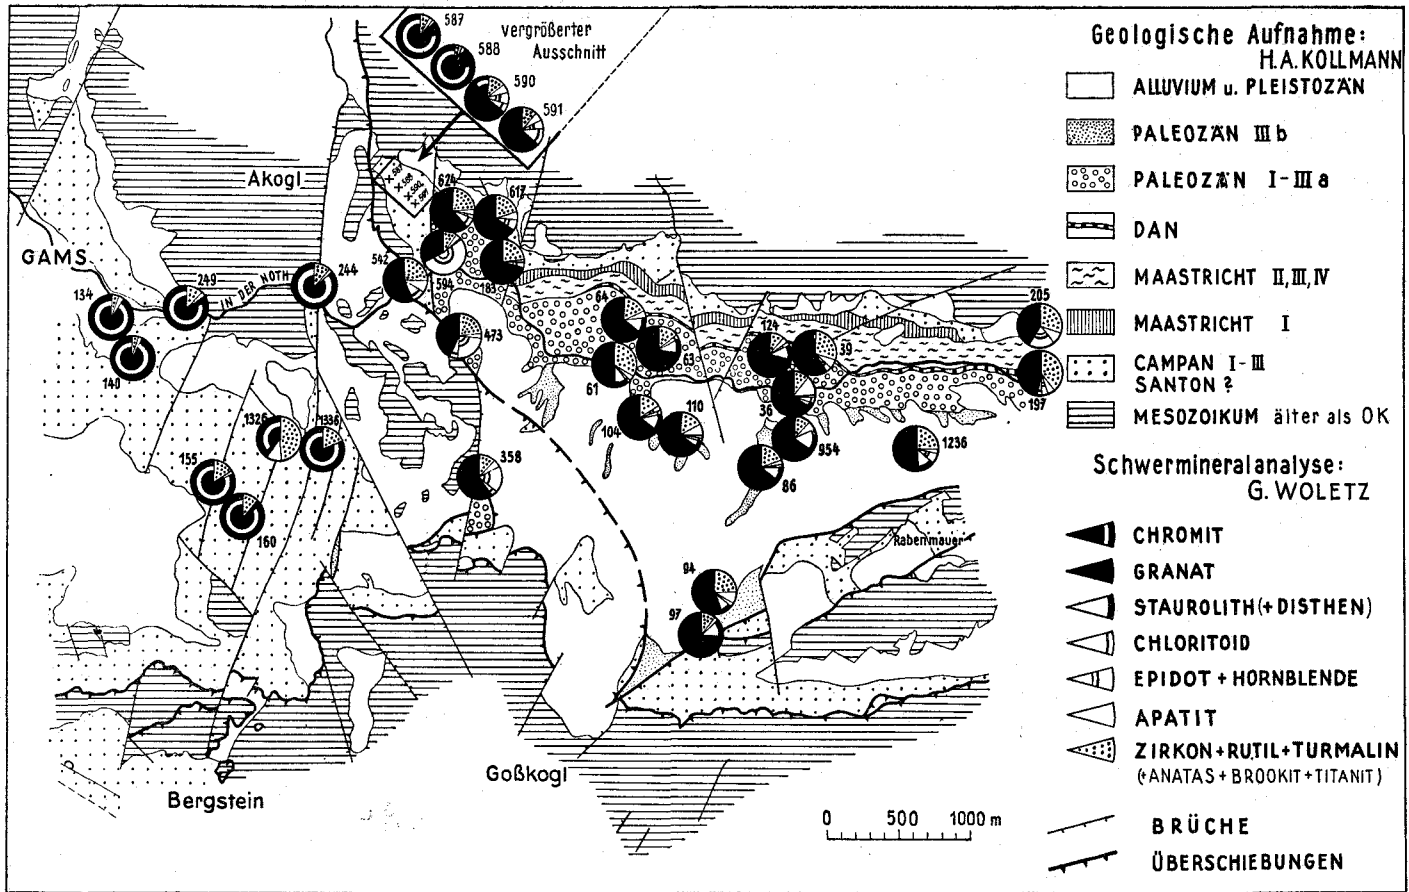 587
vergrößerter
Ausschnitt
588
590
591
Akogl
624
617
GAMS
IN DER NOTH
134
249
244
542
594
183
140
473
64
63
61
124
39
205
197
36
104
110
954
86
1236
1326
1336
155
160
358
Rabenmauer
94
97
Goßkogl
Bergstein
0 500 1000 m
Geologische Aufnahme:
H.A.KOLLMANN
ALLUVIUM u. PLEISTOZÄN
PALEOZÄN III b
PALEOZÄN I-III a
DAN
MAASTRICHT II,III,IV
MAASTRICHT I
CAMPAN I-III
SANTON ?
MESOZOIKUM älter als OK
Schwermineralanalyse:
G. WOLETZ
CHROMIT
GRANAT
STAUROLITH(+DISTHEN)
CHLORITOID
EPIDOT + HORNBLENDE
APATIT
ZIRKON+RUTIL+TURMALIN
(+ANATAS+BROOKIT+TITANIT)
BRÜCHE
ÜBERSCHIEBUNGEN